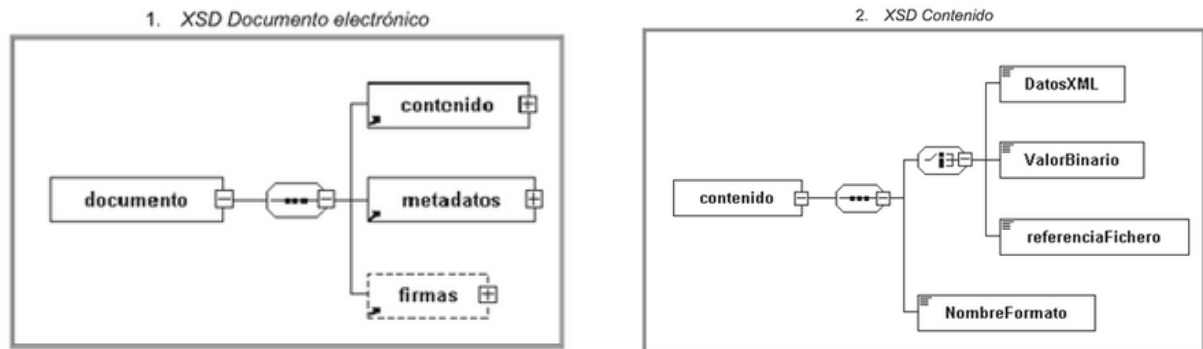 1. XSD Documento electrónico
documento
contenido
metadatos
firmas
2. XSD Contenido
contenido
DatosXML
ValorBinario
referenciaFichero
NombreFormato